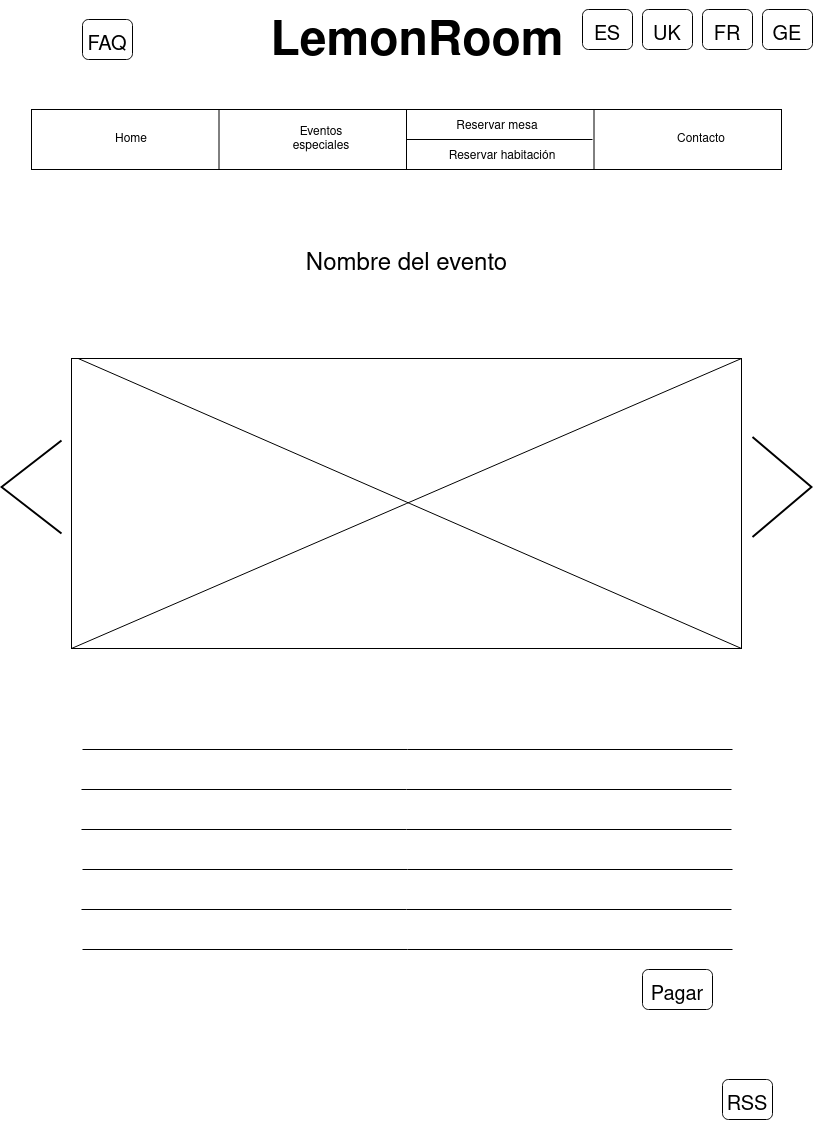 FAQ
LemonRoom
ES
UK
FR
GE
Home
Eventos
especiales
Reservar mesa
Reservar habitación
Contacto
Nombre del evento
Pagar
RSS